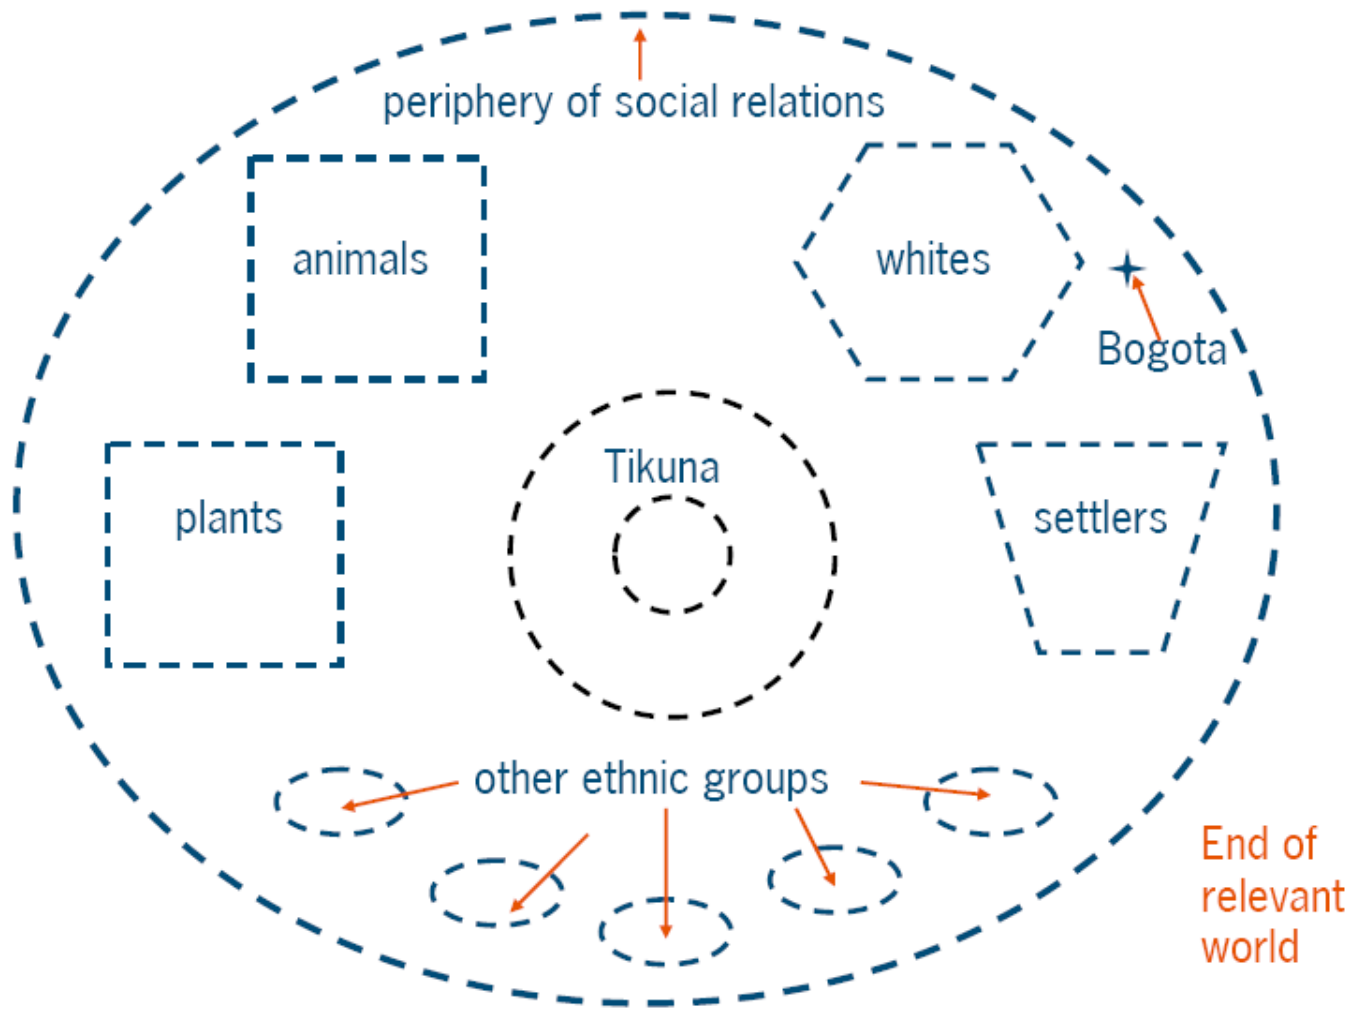 periphery of social relations
animals
whites
Bogota
Tikuna
plants
settlers
other ethnic groups
End of
relevant
world